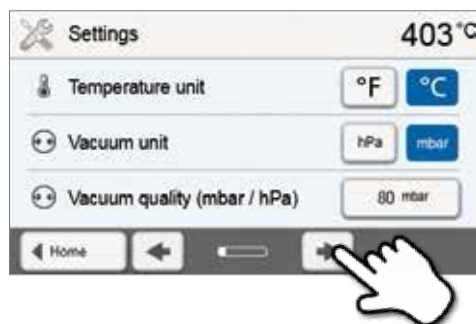 Settings 403°C
Temperature unit °F °C
Vacuum unit hPa mbar
Vacuum quality (mbar / hPa) 80 mbar
Home